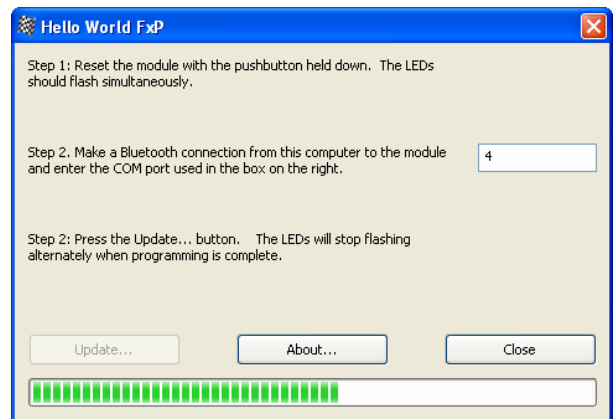 Hello World FxP
Step 1: Reset the module with the pushbutton held down. The LEDs
should flash simultaneously.
Step 2. Make a Bluetooth connection from this computer to the module
and enter the COM port used in the box on the right.
4
Step 2: Press the Update... button. The LEDs will stop flashing
alternately when programming is complete.
Update...
About...
Close